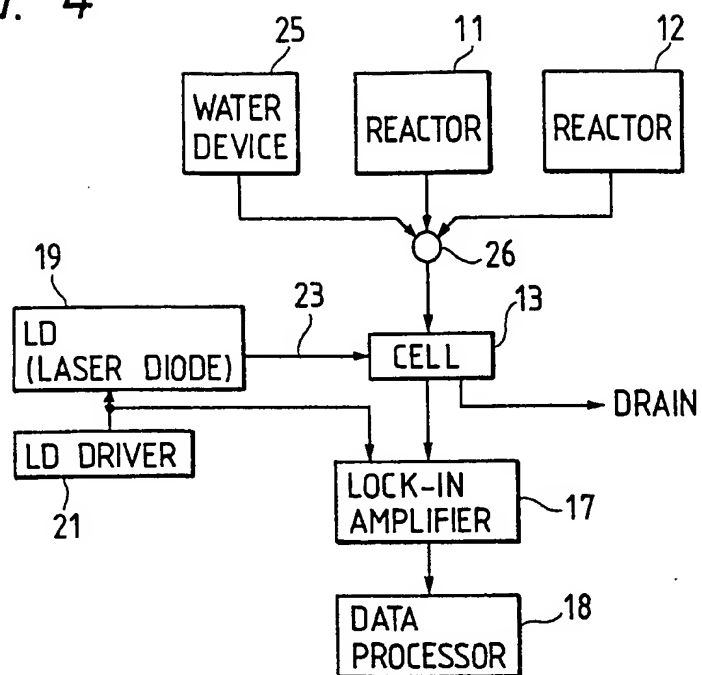 4
25
11
12
WATER
DEVICE
REACTOR
REACTOR
26
19
LD
(LASER DIODE)
23
13
CELL
DRAIN
LD DRIVER
21
LOCK-IN
AMPLIFIER
17
DATA
PROCESSOR
18